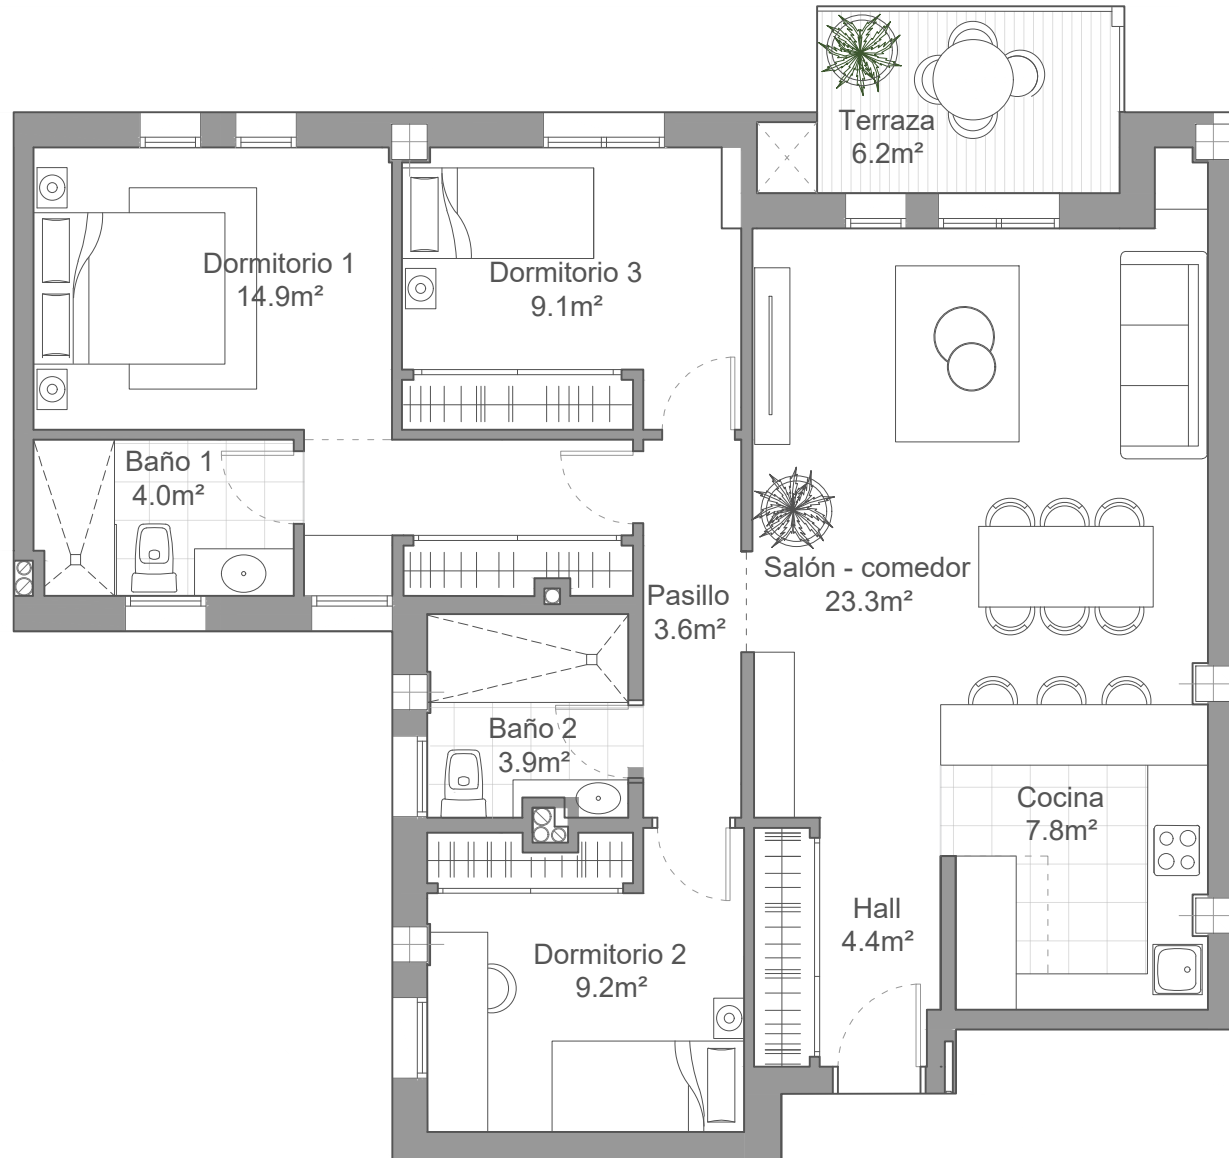 Terraza
6.2m²
Dormitorio 1
14.9m²
Dormitorio 3
9.1m²
Baño 1
4.0m²
Salón - comedor
23.3m²
Pasillo
3.6m²
Baño 2
3.9m²
Cocina
7.8m²
Hall
4.4m²
Dormitorio 2
9.2m²